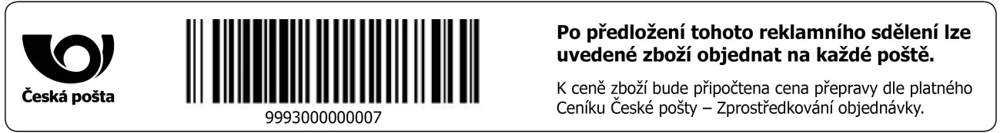 Česká pošta
9993000000007
Po předložení tohoto reklamního sdělení lze
uvedené zboží objednat na každé poště.
K ceně zboží bude připočtena cena přepravy dle platného
Ceníku České pošty – Zprostředkování objednávky.